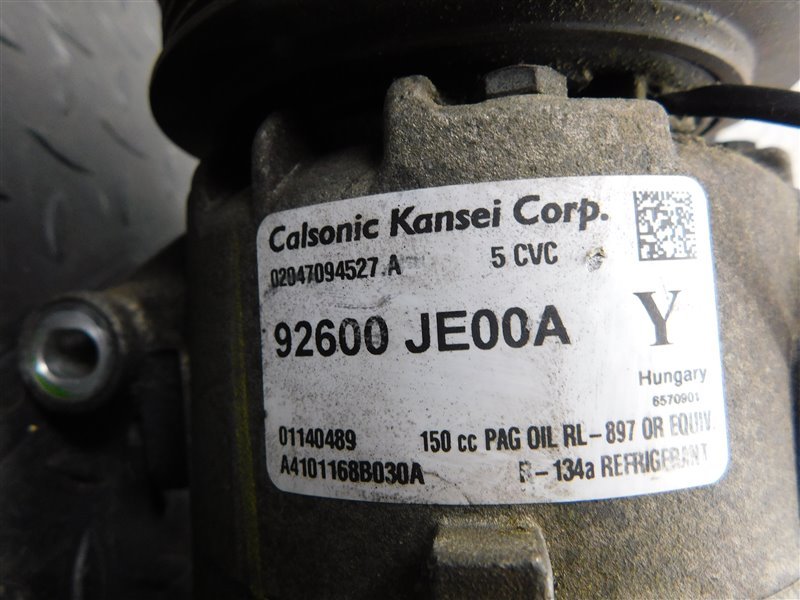 Calsonic Kansei Corp.
02047094527.A 5 CVC
92600 JE00A Y
Hungary
6570901
01140489 150 cc PAG OIL RL-897 OR EQUIV.
A4101168B030A R-134a REFRIGERANT